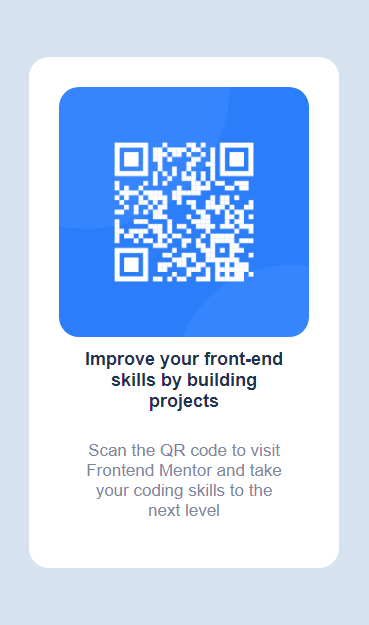 Improve your front-end
skills by building
projects
Scan the QR code to visit
Frontend Mentor and take
your coding skills to the
next level